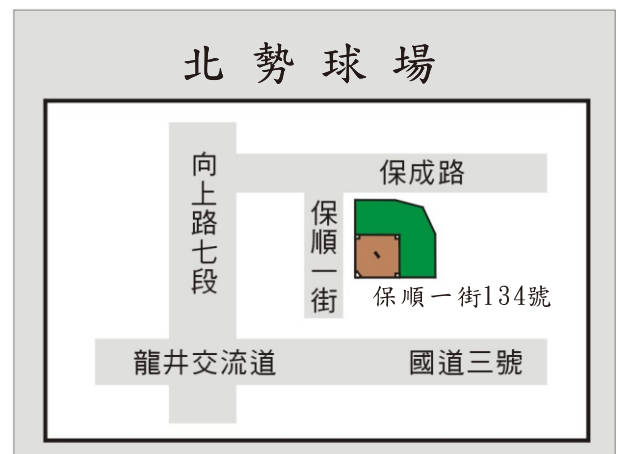 北勢球場
向上路七段
保成路
保順一街
保順一街134號
龍井交流道
國道三號